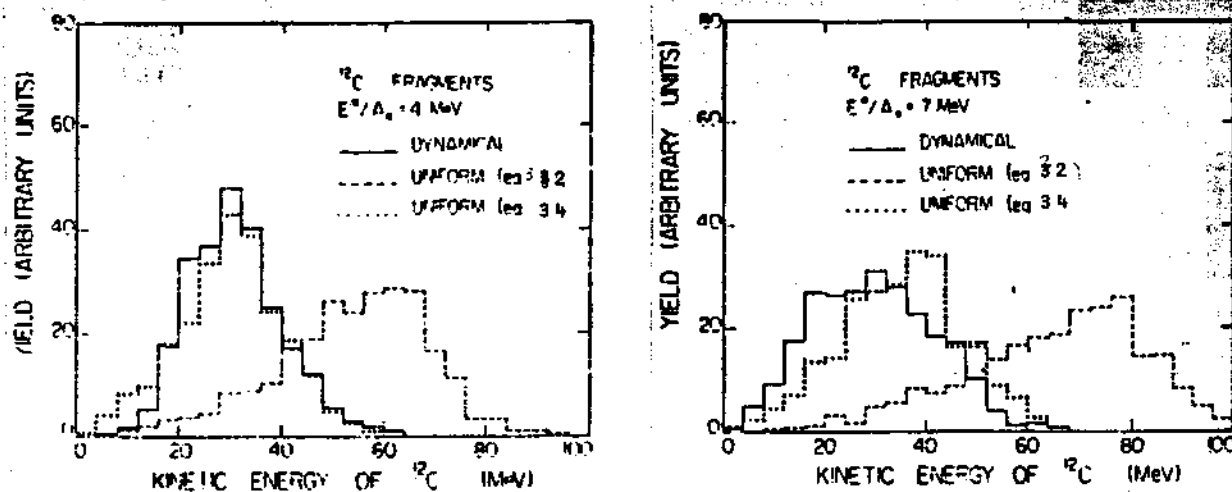 80
60
40
20
0
YIELD (ARBITRARY UNITS)
¹²C FRAGMENTS
E*/A₀ = 4 MeV
DYNAMICAL
UNIFORM (eq 3.2
UNIFORM (eq 3.4
0 20 40 60 80 100
KINETIC ENERGY OF ¹²C (MeV)
80
60
40
20
0
YIELD (ARBITRARY UNITS)
¹²C FRAGMENTS
E*/A₀ = 7 MeV
DYNAMICAL
UNIFORM (eq 3.2)
UNIFORM (eq 3.4
0 20 40 60 80 100
KINETIC ENERGY OF ¹²C (MeV)